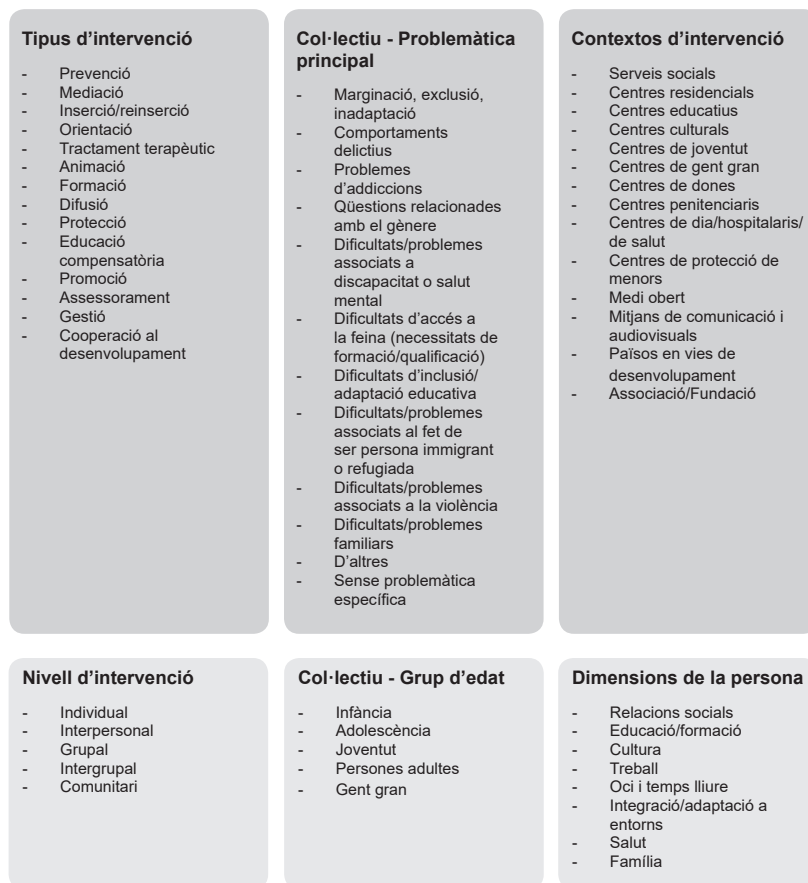 Tipus d’intervenció
- Prevenció
- Mediació
- Inserció/reinserció
- Orientació
- Tractament terapèutic
- Animació
- Formació
- Difusió
- Protecció
- Educació
compensatòria
- Promoció
- Assessorament
- Gestió
- Cooperació al
desenvolupament
Col·lectiu - Problemàtica
principal
- Marginació, exclusió,
inadaptació
- Comportaments
delictius
- Problemes
d’addiccions
- Qüestions relacionades
amb el gènere
- Dificultats/problemes
associats a
discapacitat o salut
mental
- Dificultats d’accés a
la feina (necessitats de
formació/qualificació)
- Dificultats d’inclusió/
adaptació educativa
- Dificultats/problemes
associats al fet de
ser persona immigrant
o refugiada
- Dificultats/problemes
associats a la violència
- Dificultats/problemes
familiars
- D’altres
- Sense problemàtica
específica
Contextos d’intervenció
- Serveis socials
- Centres residencials
- Centres educatius
- Centres culturals
- Centres de joventut
- Centres de gent gran
- Centres de dones
- Centres penitenciaris
- Centres de dia/hospitalaris/
de salut
- Centres de protecció de
menors
- Medi obert
- Mitjans de comunicació i
audiovisuals
- Països en vies de
desenvolupament
- Associació/Fundació
Nivell d’intervenció
- Individual
- Interpersonal
- Grupal
- Intergrupal
- Comunitari
Col·lectiu - Grup d’edat
- Infància
- Adolescència
- Joventut
- Persones adultes
- Gent gran
Dimensions de la persona
- Relacions socials
- Educació/formació
- Cultura
- Treball
- Oci i temps lliure
- Integració/adaptació a
entorns
- Salut
- Família